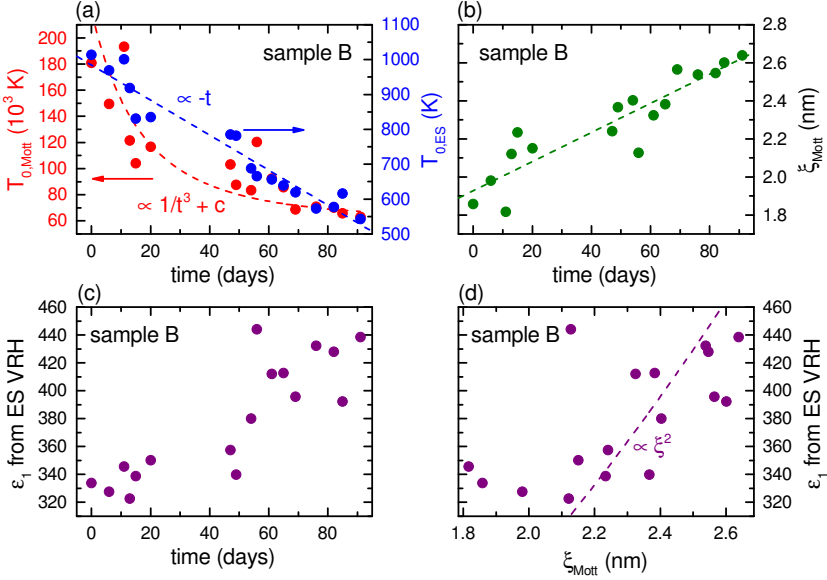 (a)
sample B
200
180
160
140
120
100
80
60
T0,Mott (10³ K)
1100
1000
900
800
700
600
500
T0,ES (K)
∝ -t
∝ 1/t³ + c
0 20 40 60 80
time (days)
(b)
sample B
3.0
2.8
2.6
2.4
2.2
2.0
1.8
ξMott (nm)
0 20 40 60 80
time (days)
(c)
sample B
460
440
420
400
380
360
340
320
ε1 from ES VRH
0 20 40 60 80
time (days)
(d)
sample B
460
440
420
400
380
360
340
320
ε1 from ES VRH
∝ ξ²
1.8 2.0 2.2 2.4 2.6
ξMott (nm)